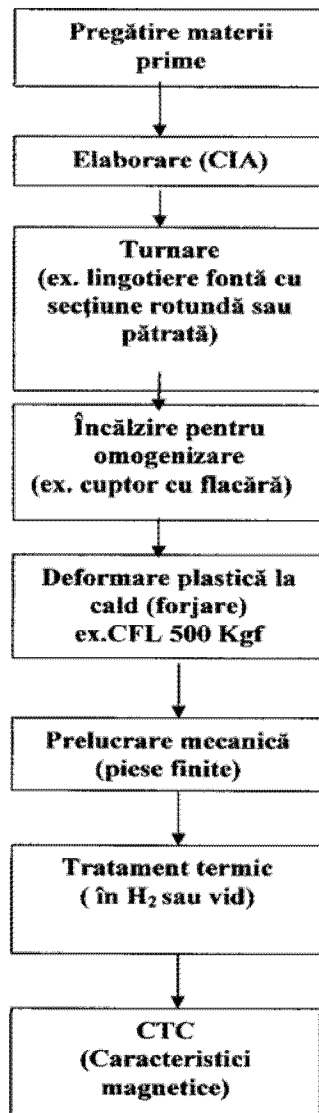 Pregătire materii
prime
Elaborare (CIA)
Turnare
(ex. lingotiere fontă cu
secţiune rotundă sau
pătrată)
Încălzire pentru
omogenizare
(ex. cuptor cu flacără)
Deformare plastică la
cald (forjare)
ex.CFL 500 Kgf
Prelucrare mecanică
(piese finite)
Tratament termic
( în H₂ sau vid)
CTC
(Caracteristici
magnetice)